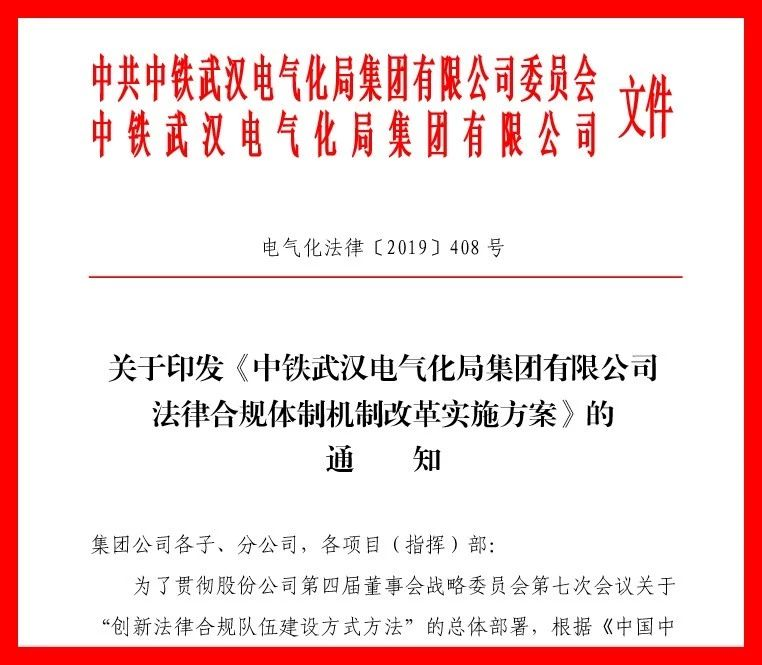 中共中铁武汉电气化局集团有限公司委员会
中铁武汉电气化局集团有限公司
文件
电气化法律〔2019〕408 号
关于印发《中铁武汉电气化局集团有限公司
法律合规体制机制改革实施方案》的
通 知
集团公司各子、分公司，各项目（指挥）部：
为了贯彻股份公司第四届董事会战略委员会第七次会议关于
“创新法律合规队伍建设方式方法”的总体部署，根据《中国中